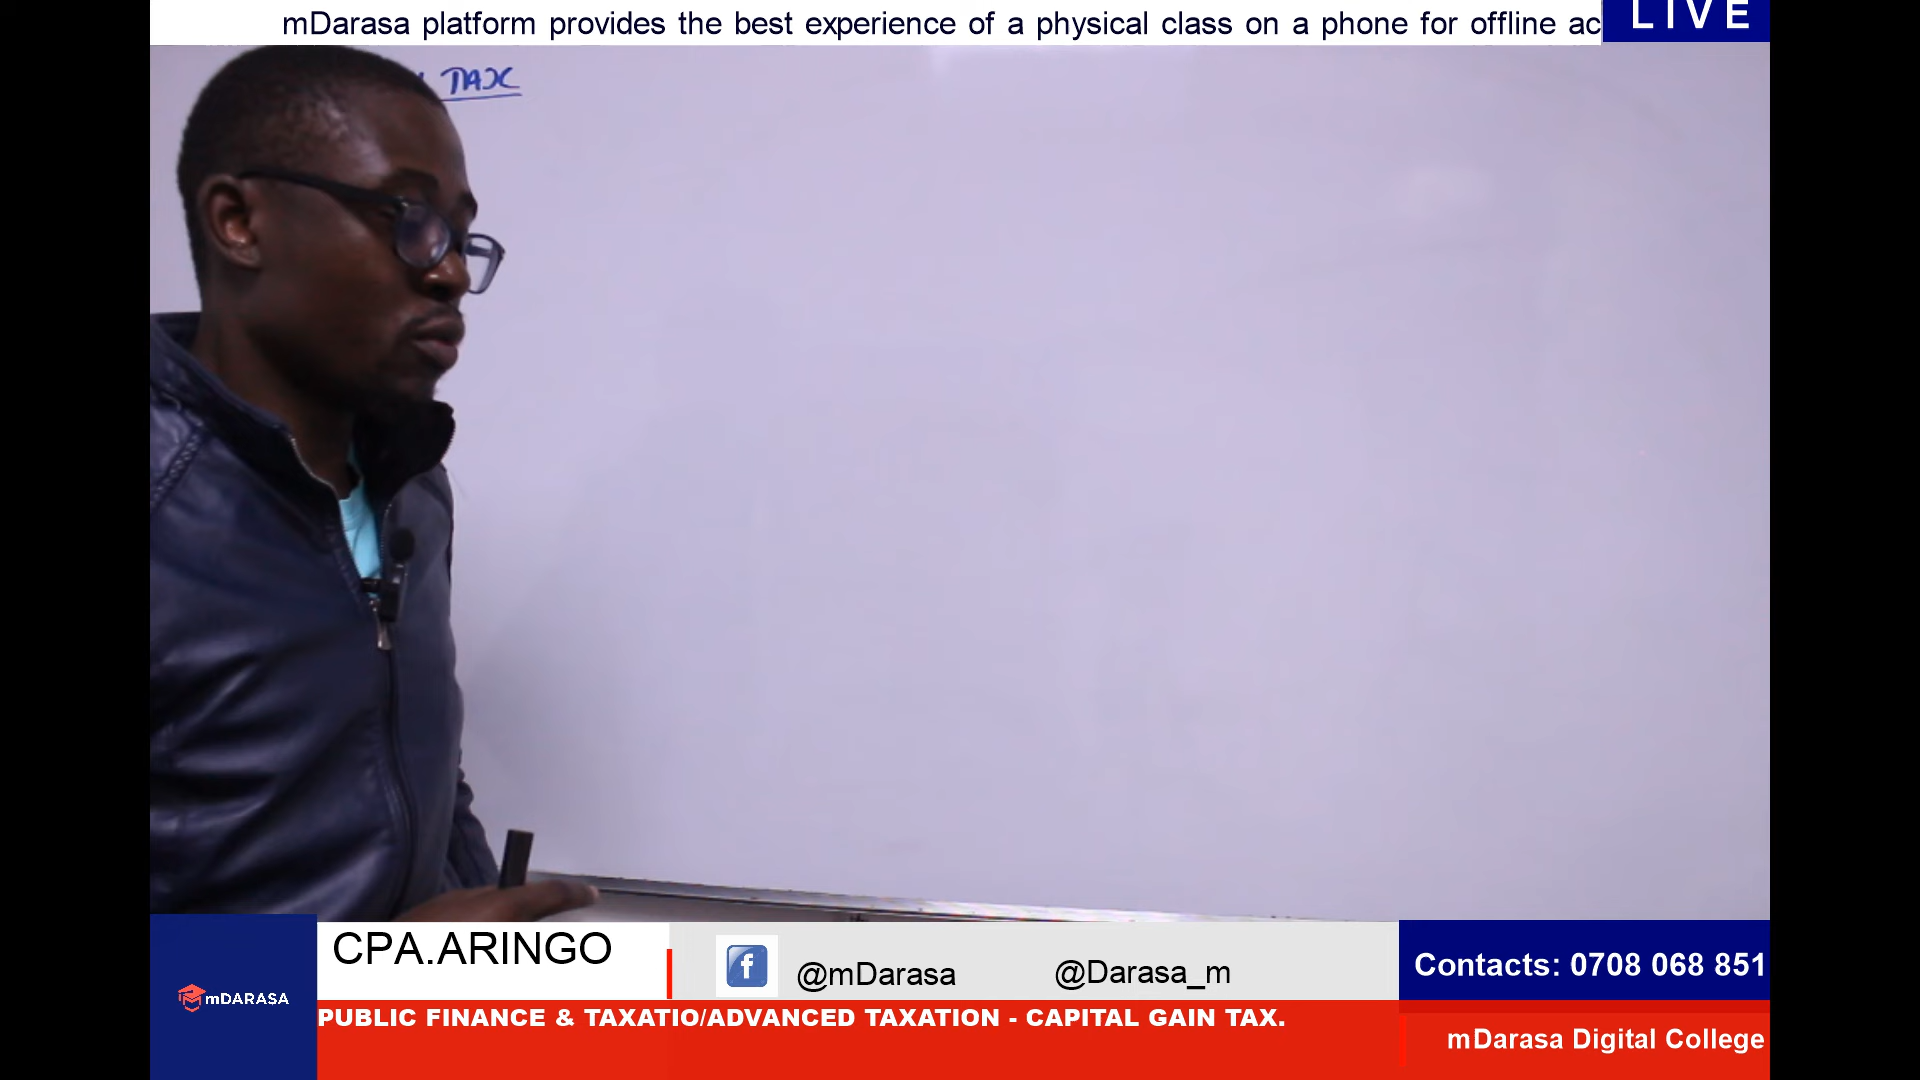 mDarasa platform provides the best experience of a physical class on a phone for offline ac
LIVE
TAX
CPA.ARINGO
f
@mDarasa
@Darasa_m
Contacts: 0708 068 851
mDARASA
PUBLIC FINANCE & TAXATIO/ADVANCED TAXATION - CAPITAL GAIN TAX.
mDarasa Digital College